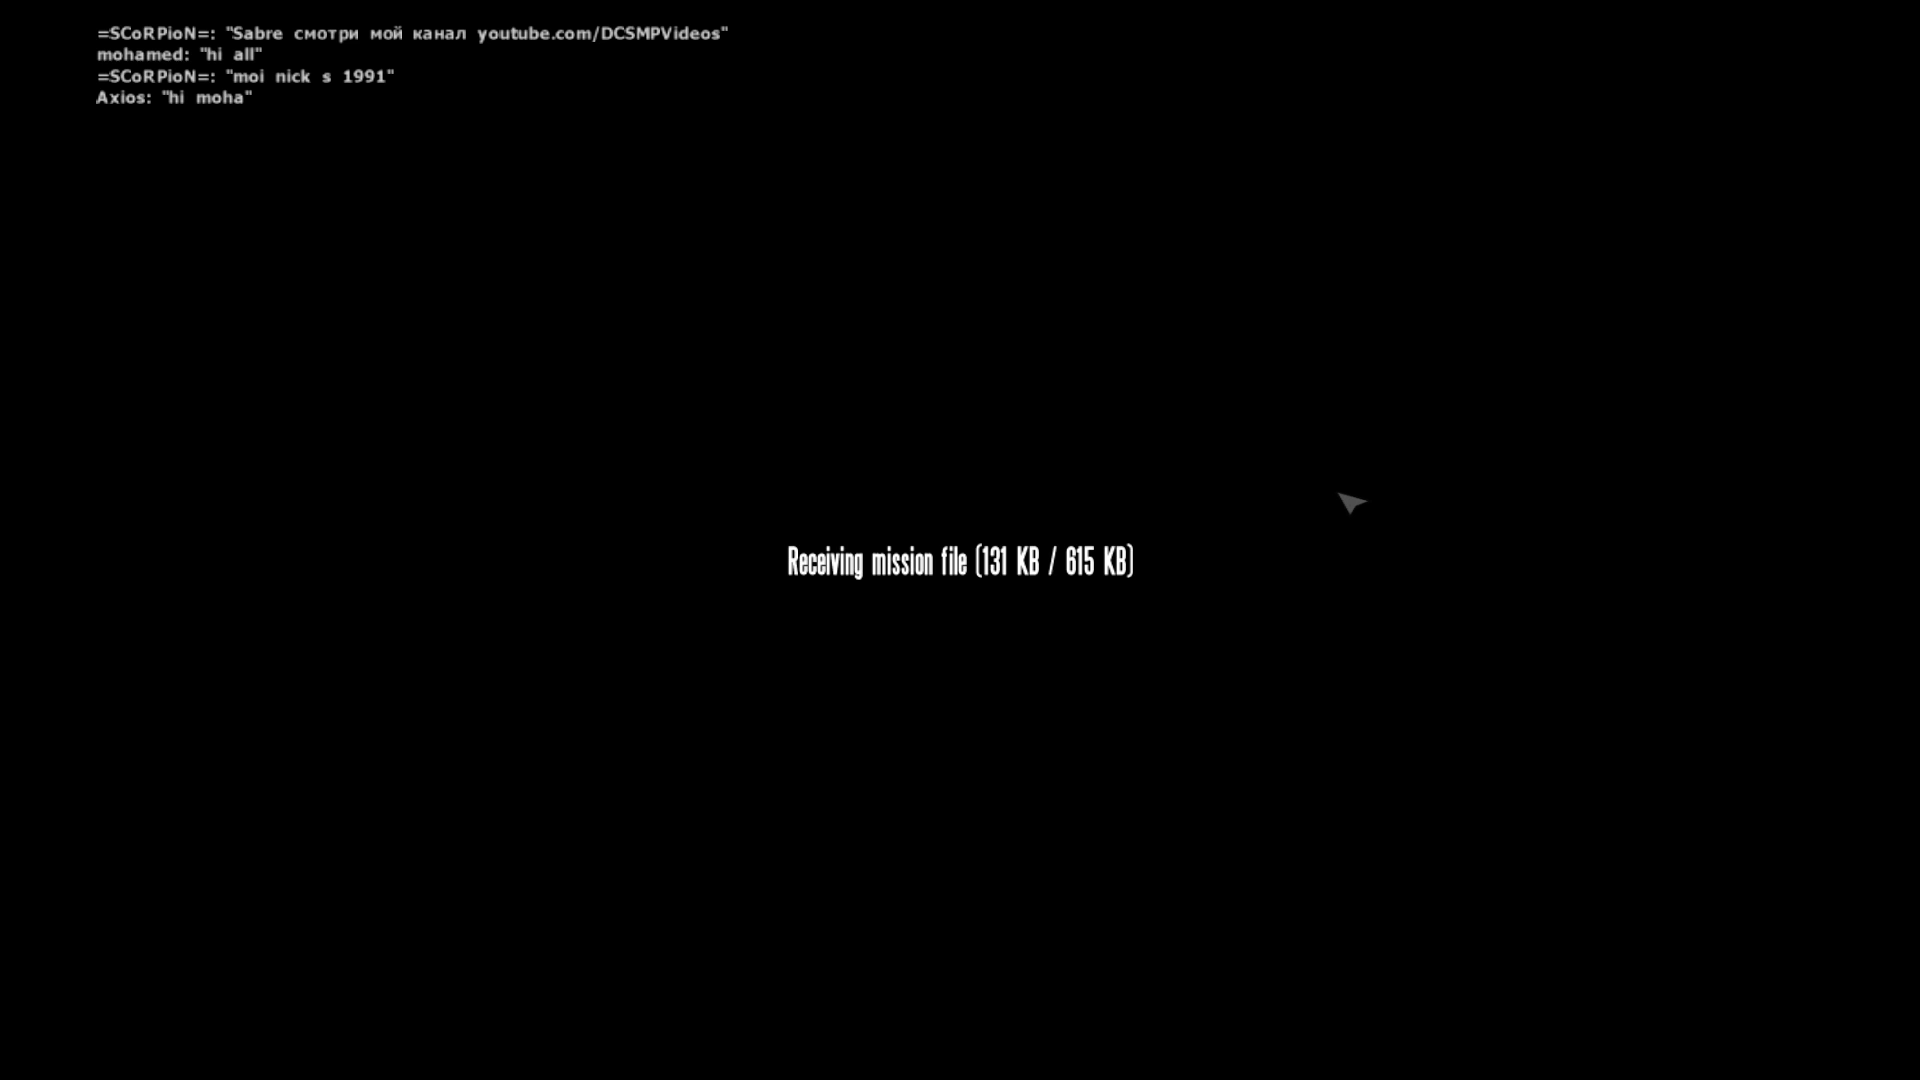 =SCoRPioN=: "Sabre смотри мой канал youtube.com/DCSMPVideos"
mohamed: "hi all"
=SCoRPioN=: "moi nick s 1991"
Axios: "hi moha"
Receiving mission file (131 KB / 615 KB)